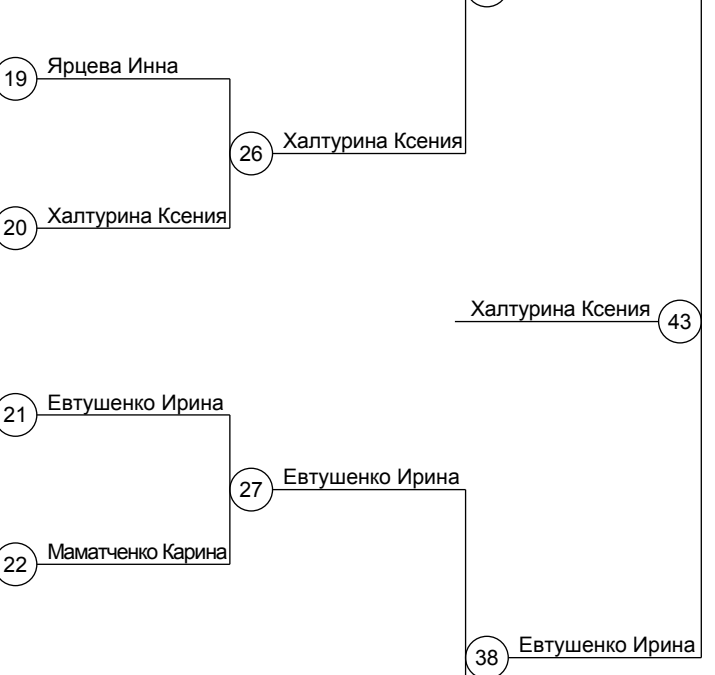 19 Ярцева Инна
26 Халтурина Ксения
20 Халтурина Ксения
Халтурина Ксения 43
21 Евтушенко Ирина
27 Евтушенко Ирина
22 Маматченко Карина
38 Евтушенко Ирина